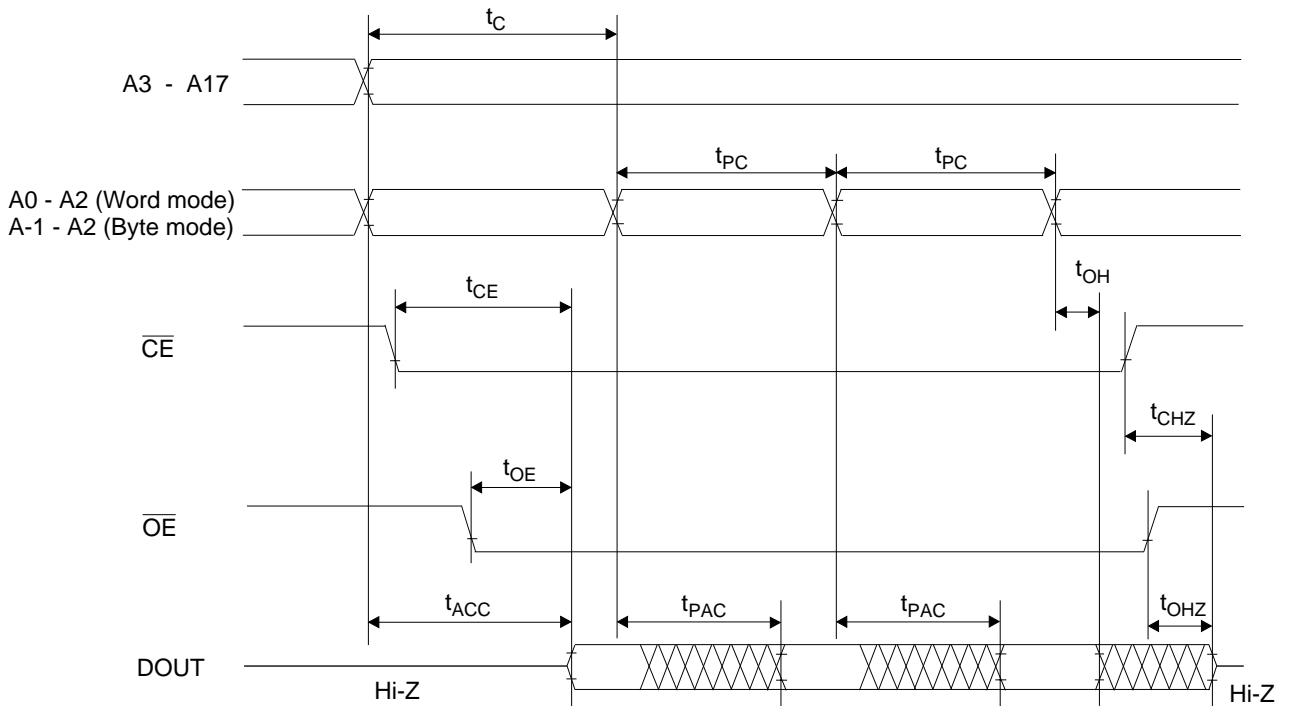 tC
A3 - A17
tPC
tPC
A0 - A2 (Word mode)
A-1 - A2 (Byte mode)
tOH
tCE
CE
tCHZ
tOE
OE
tACC
tPAC
tPAC
tOHZ
DOUT
Hi-Z
Hi-Z